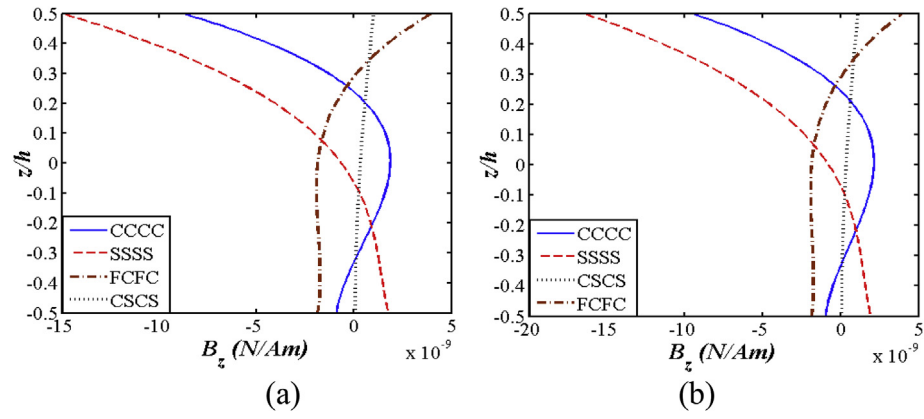 0.5
0.4
0.3
0.2
0.1
0
-0.1
-0.2
-0.3
-0.4
-0.5
z/h
CCCC
SSSS
FCFC
CSCS
-15
-10
-5
0
5
B_z (N/Am)
x 10^-9
(a)
0.5
0.4
0.3
0.2
0.1
0
-0.1
-0.2
-0.3
-0.4
-0.5
z/h
CCCC
SSSS
CSCS
FCFC
-20
-15
-10
-5
0
5
B_z (N/Am)
x 10^-9
(b)